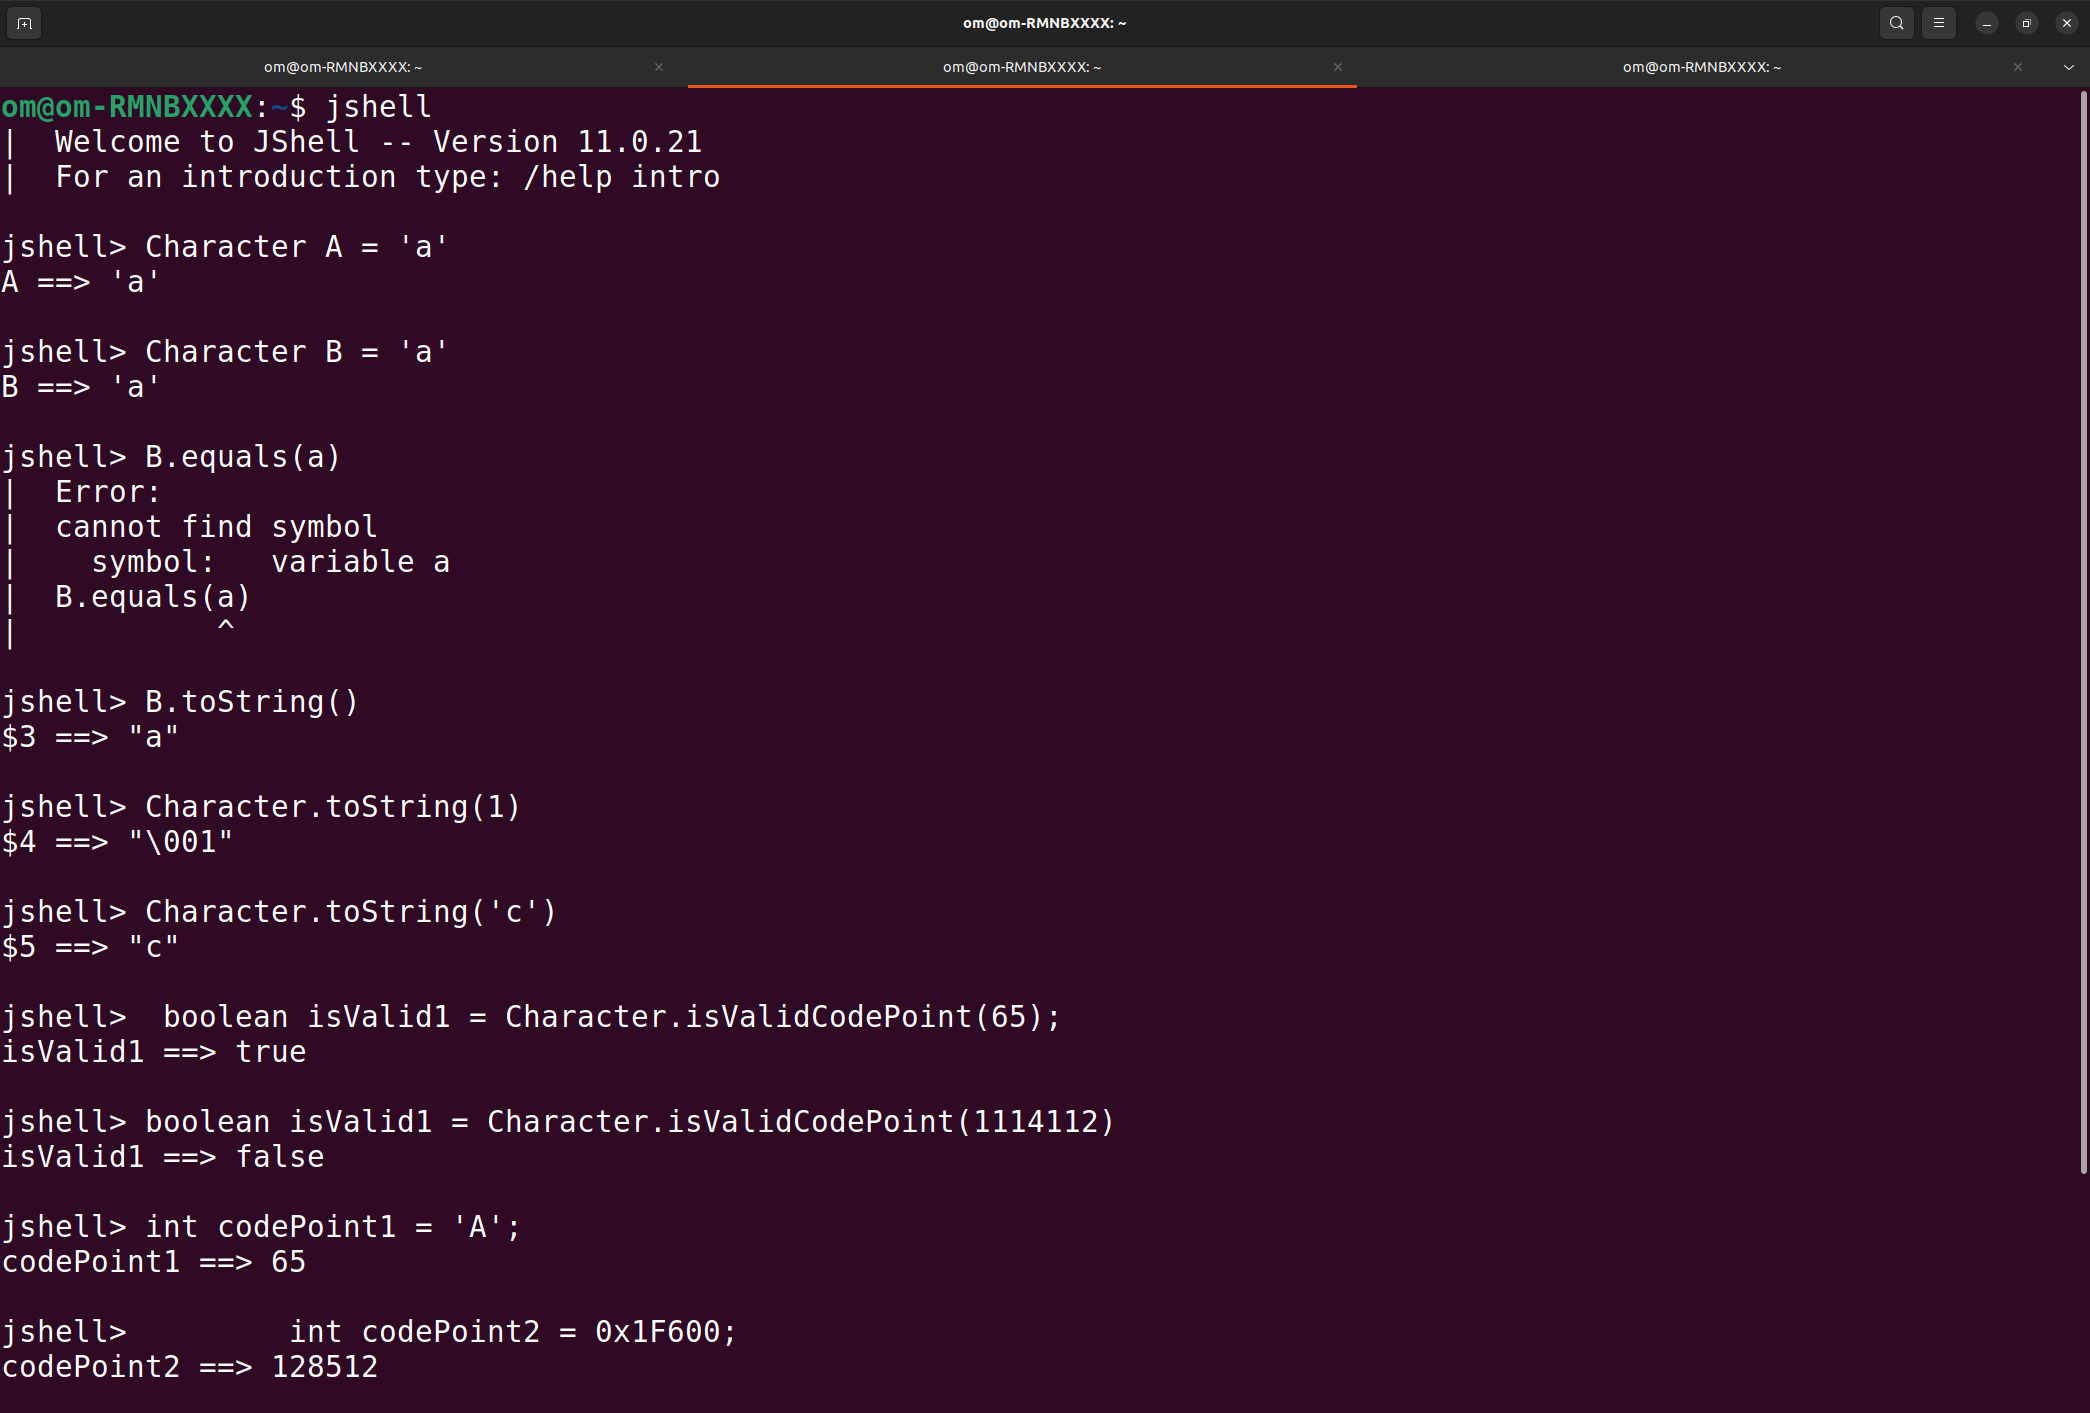 om@om-RMNBXXXX: ~
om@om-RMNBXXXX: ~ om@om-RMNBXXXX: ~ om@om-RMNBXXXX: ~
om@om-RMNBXXXX:~$ jshell
|  Welcome to JShell -- Version 11.0.21
|  For an introduction type: /help intro
jshell> Character A = 'a'
A ==> 'a'
jshell> Character B = 'a'
B ==> 'a'
jshell> B.equals(a)
|  Error:
|  cannot find symbol
|    symbol:   variable a
|  B.equals(a)
|           ^
jshell> B.toString()
$3 ==> "a"
jshell> Character.toString(1)
$4 ==> "\001"
jshell> Character.toString('c')
$5 ==> "c"
jshell>  boolean isValid1 = Character.isValidCodePoint(65);
isValid1 ==> true
jshell> boolean isValid1 = Character.isValidCodePoint(1114112)
isValid1 ==> false
jshell> int codePoint1 = 'A';
codePoint1 ==> 65
jshell>         int codePoint2 = 0x1F600;
codePoint2 ==> 128512